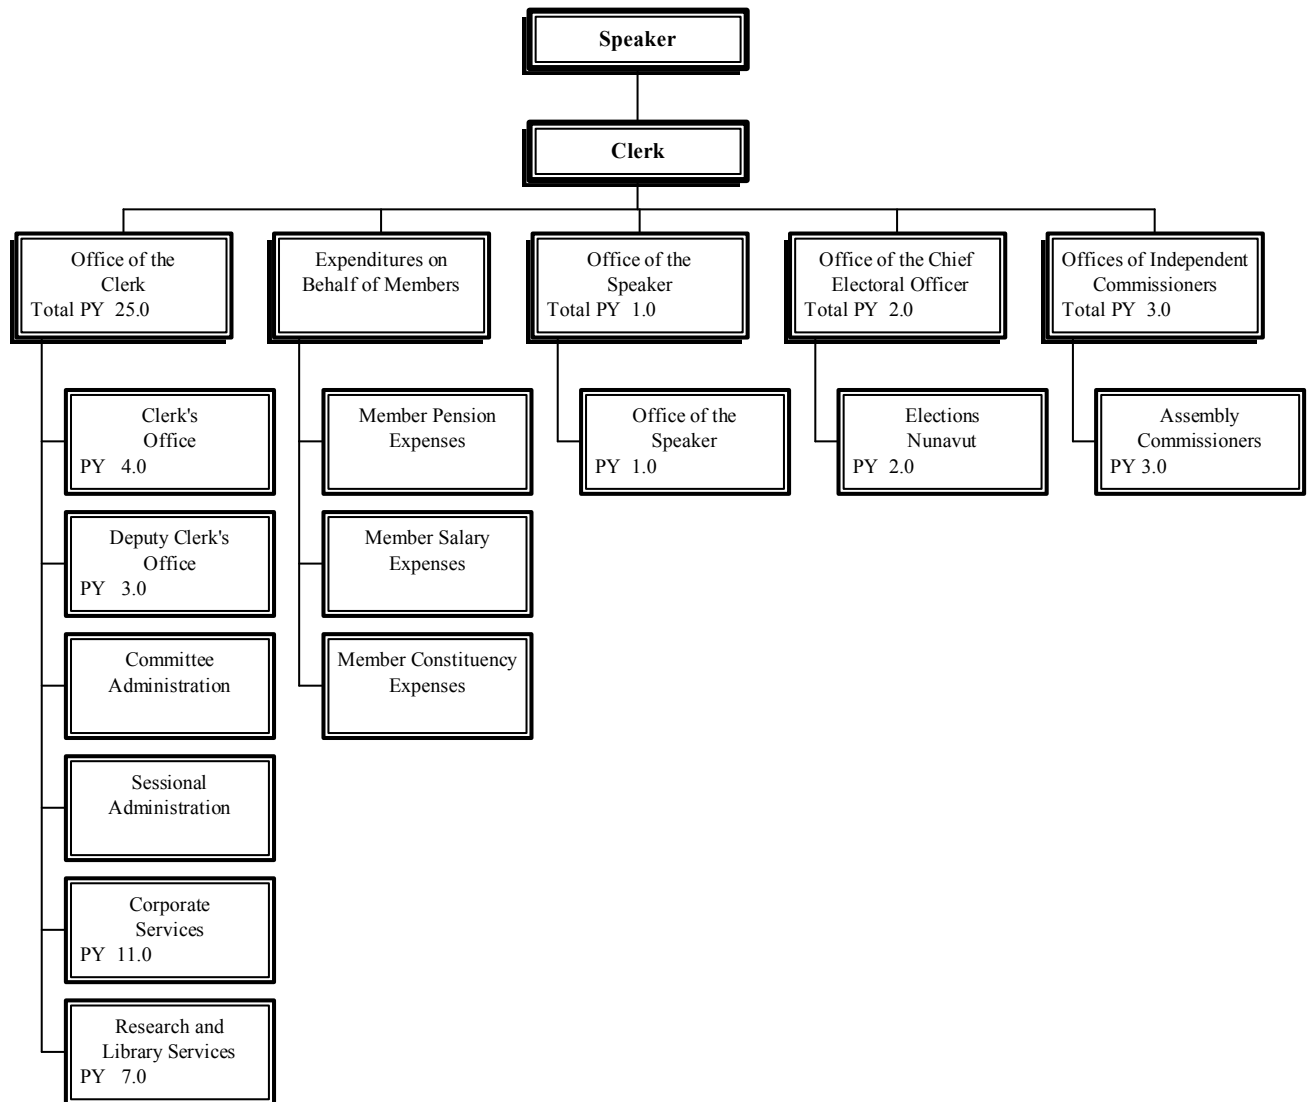 Speaker
Clerk
Office of the
Clerk
Total PY 25.0
Expenditures on
Behalf of Members
Office of the
Speaker
Total PY 1.0
Office of the Chief
Electoral Officer
Total PY 2.0
Offices of Independent
Commissioners
Total PY 3.0
Clerk's
Office
PY 4.0
Deputy Clerk's
Office
PY 3.0
Committee
Administration
Sessional
Administration
Corporate
Services
PY 11.0
Research and
Library Services
PY 7.0
Member Pension
Expenses
Member Salary
Expenses
Member Constituency
Expenses
Office of the
Speaker
PY 1.0
Elections
Nunavut
PY 2.0
Assembly
Commissioners
PY 3.0